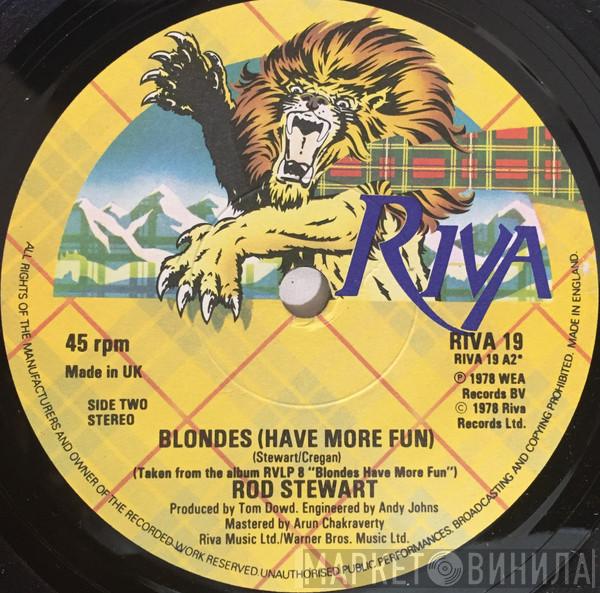 RIVA
45 rpm
Made in UK
SIDE TWO
STEREO
RIVA 19
RIVA 19 A2*
℗ 1978 WEA
Records BV
© 1978 Riva
Records Ltd.
BLONDES (HAVE MORE FUN)
(Stewart/Cregan)
(Taken from the album RVLP 8 "Blondes Have More Fun")
ROD STEWART
Produced by Tom Dowd. Engineered by Andy Johns
Mastered by Arun Chakraverty
Riva Music Ltd./Warner Bros. Music Ltd.
ALL RIGHTS OF THE MANUFACTURERS AND OWNER OF THE RECORDED WORK RESERVED. UNAUTHORISED PUBLIC PERFORMANCES, BROADCASTING AND COPYING PROHIBITED. MADE IN ENGLAND.
МАРКЕТ ВИНИЛА